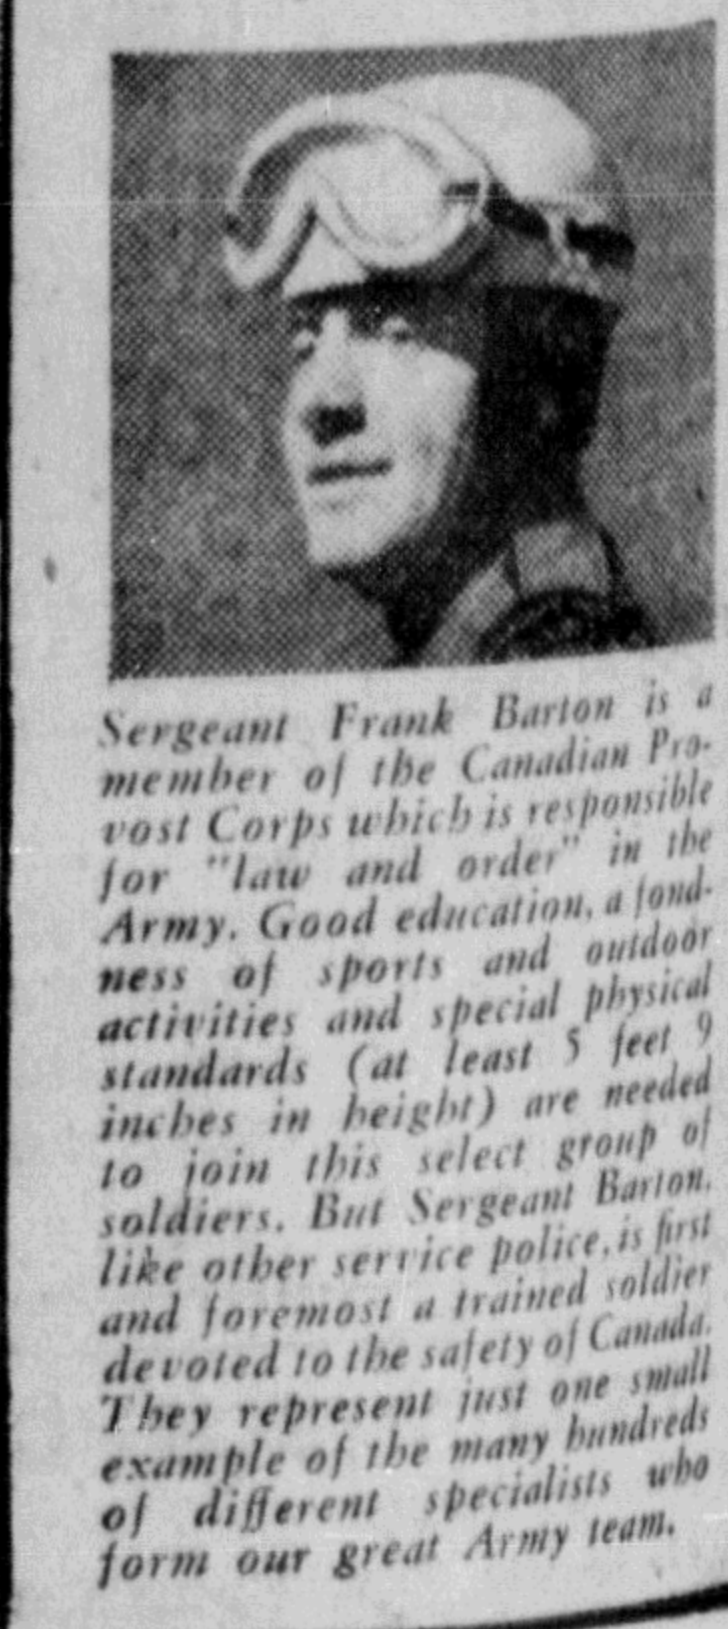 Sergeant Frank Barton is a
member of the Canadian Pro-
vost Corps which is responsible
for "law and order" in the
Army. Good education, a fond-
ness of sports and outdoor
activities and special physical
standards (at least 5 feet 9
inches in height) are needed
to join this select group of
soldiers. But Sergeant Barton,
like other service police, is first
and foremost a trained soldier
devoted to the safety of Canada.
They represent just one small
example of the many hundreds
of different specialists who
form our great Army team.